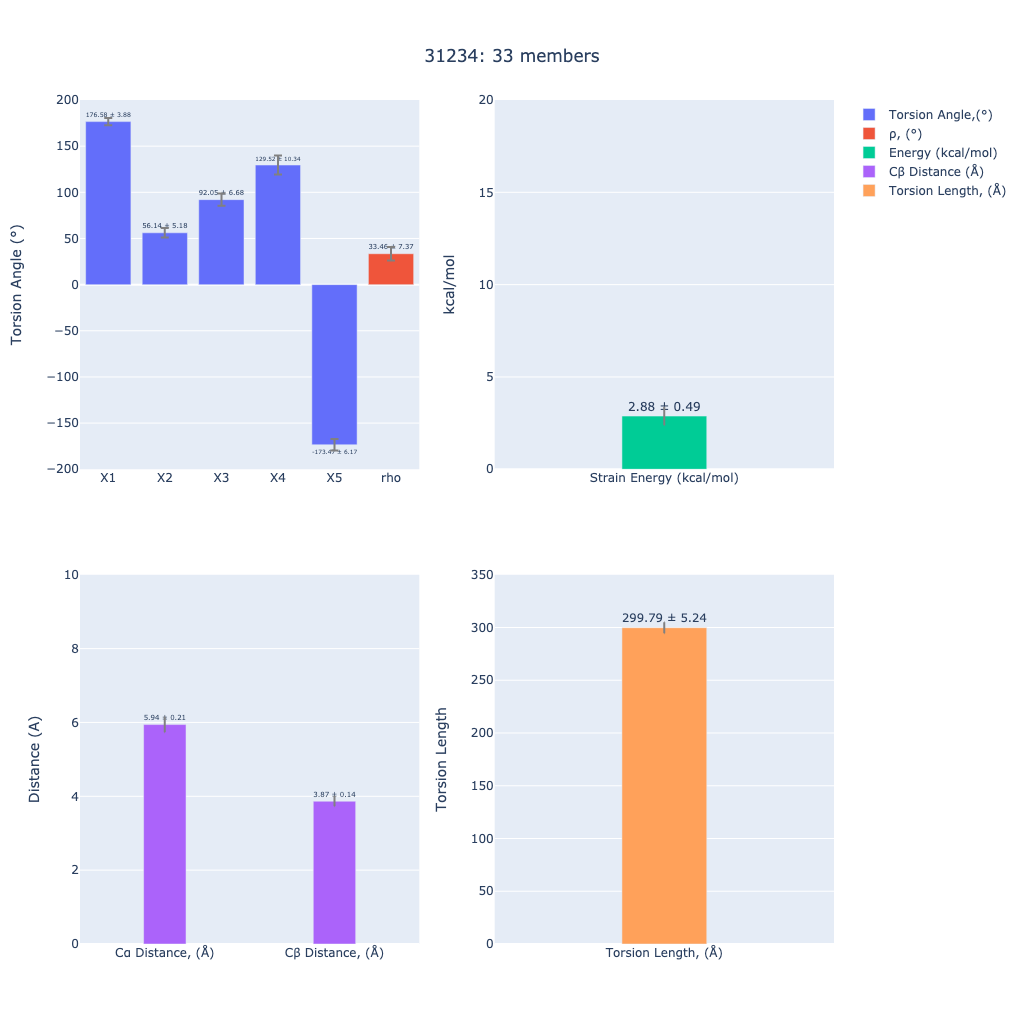 31234: 33 members
Torsion Angle (°)
200
150
100
50
0
−50
−100
−150
−200
176.58 ± 3.88
56.14 ± 5.18
92.05 ± 6.68
129.52 ± 10.34
-173.47 ± 6.17
33.46 ± 7.37
X1 X2 X3 X4 X5 rho
kcal/mol
20
15
10
5
0
2.88 ± 0.49
Strain Energy (kcal/mol)
Torsion Angle,(°)
ρ, (°)
Energy (kcal/mol)
Cβ Distance (Å)
Torsion Length, (Å)
Distance (A)
10
8
6
4
2
0
5.94 ± 0.21
3.87 ± 0.14
Cα Distance, (Å) Cβ Distance, (Å)
Torsion Length
350
300
250
200
150
100
50
0
299.79 ± 5.24
Torsion Length, (Å)